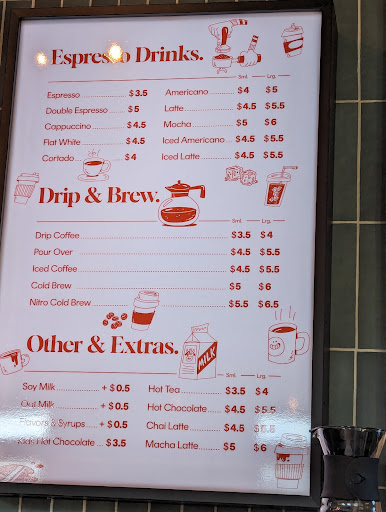 Espresso Drinks.
Sml. Lrg.
Espresso $3.5 Americano $4 $5
Double Espresso $5 Latte $4.5 $5.5
Cappuccino $4.5 Mocha $5 $6
Flat White $4.5 Iced Americano $4.5 $5.5
Cortado $4 Iced Latte $4.5 $5.5
Drip & Brew.
Sml. Lrg.
Drip Coffee $3.5 $4
Pour Over $4.5 $5.5
Iced Coffee $4.5 $5.5
Cold Brew $5 $6
Nitro Cold Brew $5.5 $6.5
MILK
Other & Extras.
Sml. Lrg.
Soy Milk + $0.5 Hot Tea $3.5 $4
Oat Milk + $0.5 Hot Chocolate $4.5 $5.5
Flavors & Syrups + $0.5 Chai Latte $4.5 $5.5
Kids Hot Chocolate $3.5 Macha Latte $5 $6